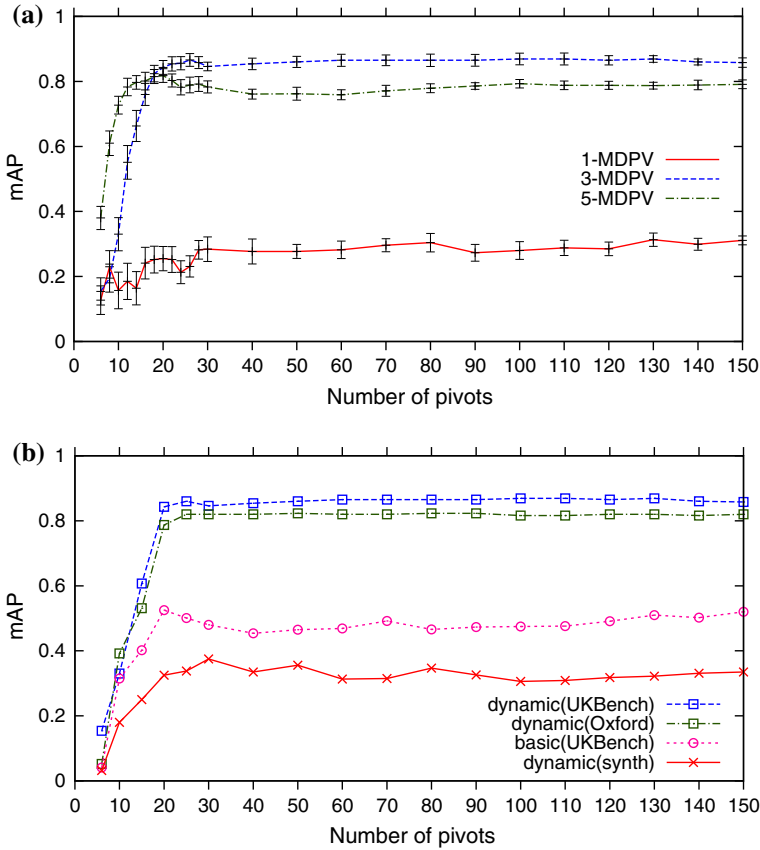 (a)
1
0.8
0.6
0.4
0.2
0
mAP
1-MDPV
3-MDPV
5-MDPV
0 10 20 30 40 50 60 70 80 90 100 110 120 130 140 150
Number of pivots
(b)
1
0.8
0.6
0.4
0.2
0
mAP
dynamic(UKBench)
dynamic(Oxford)
basic(UKBench)
dynamic(synth)
0 10 20 30 40 50 60 70 80 90 100 110 120 130 140 150
Number of pivots